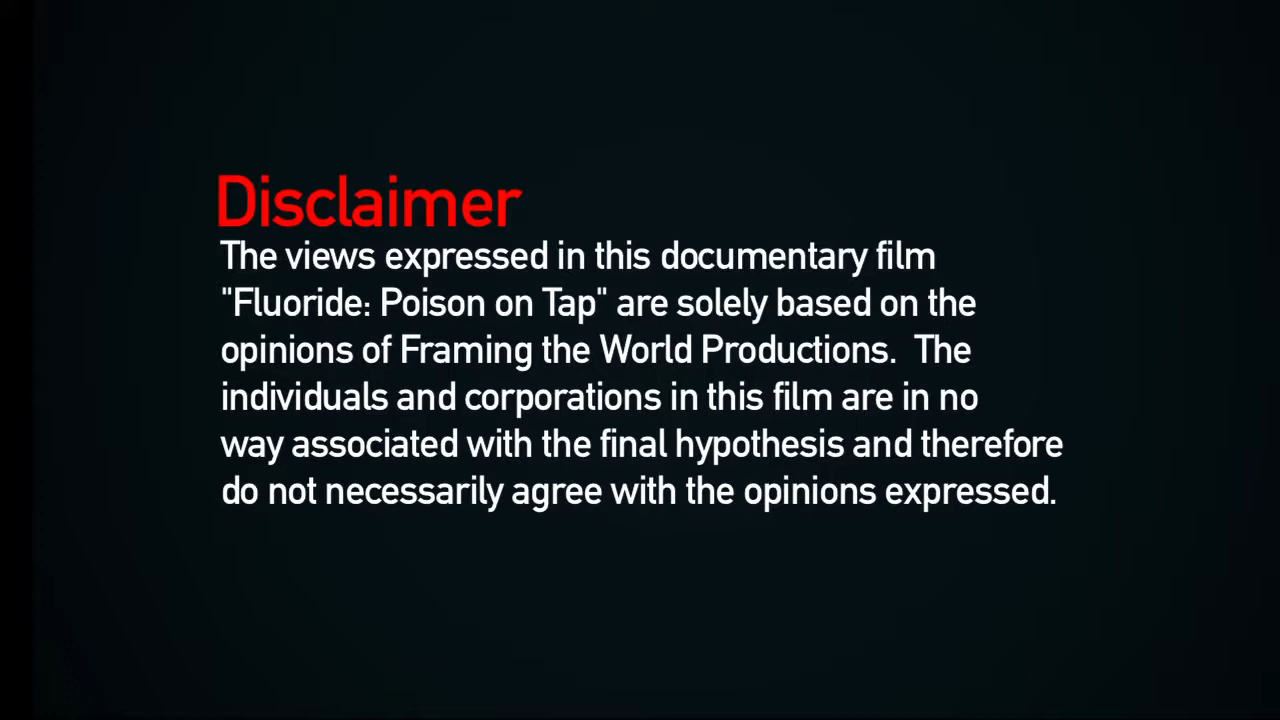 Disclaimer
The views expressed in this documentary film
"Fluoride: Poison on Tap" are solely based on the
opinions of Framing the World Productions.  The
individuals and corporations in this film are in no
way associated with the final hypothesis and therefore
do not necessarily agree with the opinions expressed.